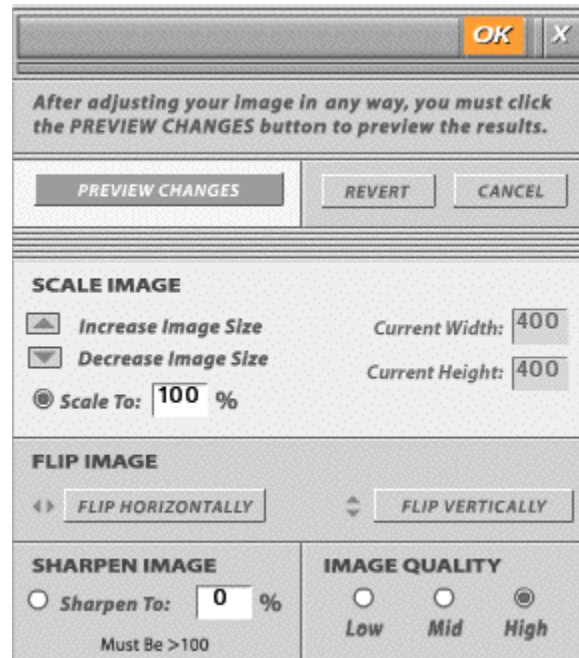 OK X
After adjusting your image in any way, you must click
the PREVIEW CHANGES button to preview the results.
PREVIEW CHANGES REVERT CANCEL
SCALE IMAGE
Increase Image Size Current Width: 400
Decrease Image Size Current Height: 400
Scale To: 100 %
FLIP IMAGE
FLIP HORIZONTALLY FLIP VERTICALLY
SHARPEN IMAGE IMAGE QUALITY
Sharpen To: 0 %
Low Mid High
Must Be >100